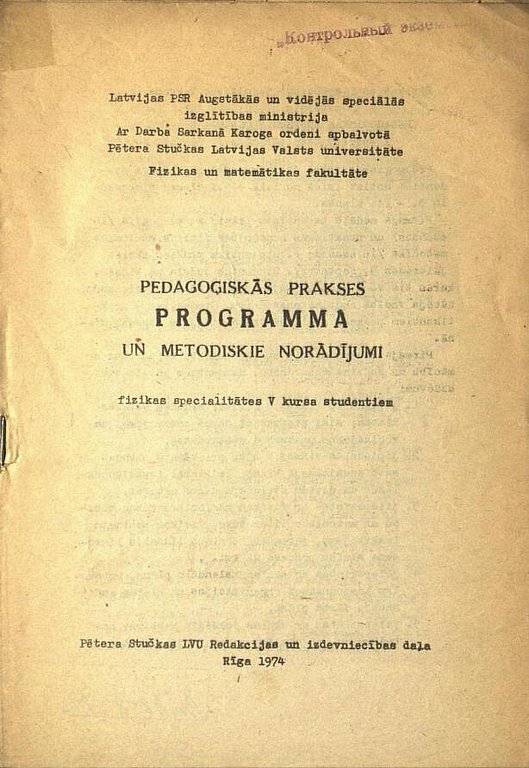 „Контрольный
Latvijas PSR Augstākās un vidējās speciālās
izglītības ministrija
Ar Darba Sarkanā Karoga ordeni apbalvotā
Pētera Stučkas Latvijas Valsts universitāte
Fizikas un matemātikas fakultāte
PEDAGOĢISKĀS PRAKSES
PROGRAMMA
UN METODISKIE NORĀDĪJUMI
fizikas specialitātes V kursa studentiem
Pētera Stučkas LVU Redakcijas un izdevniecības daļa
Rīga 1974